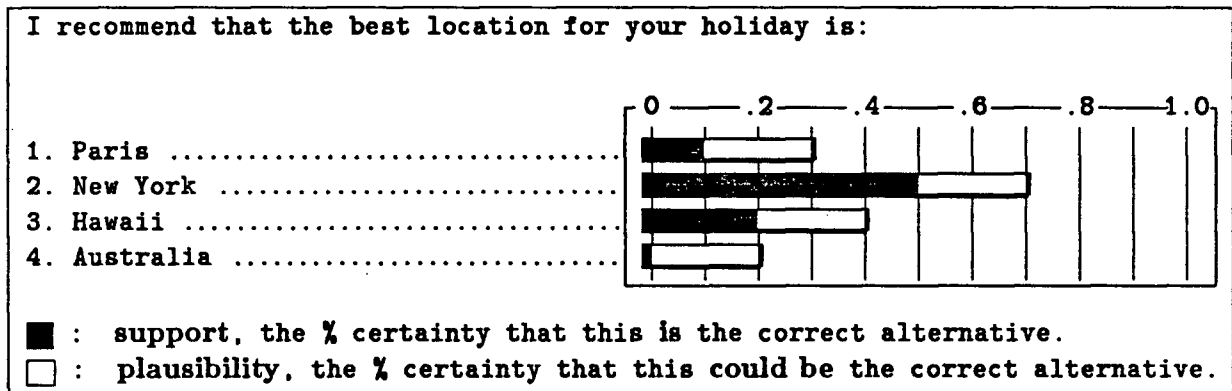 I recommend that the best location for your holiday is:
0 .2 .4 .6 .8 1.0
1. Paris ..................................
2. New York ...............................
3. Hawaii .................................
4. Australia ..............................
: support, the % certainty that this is the correct alternative.
: plausibility, the % certainty that this could be the correct alternative.